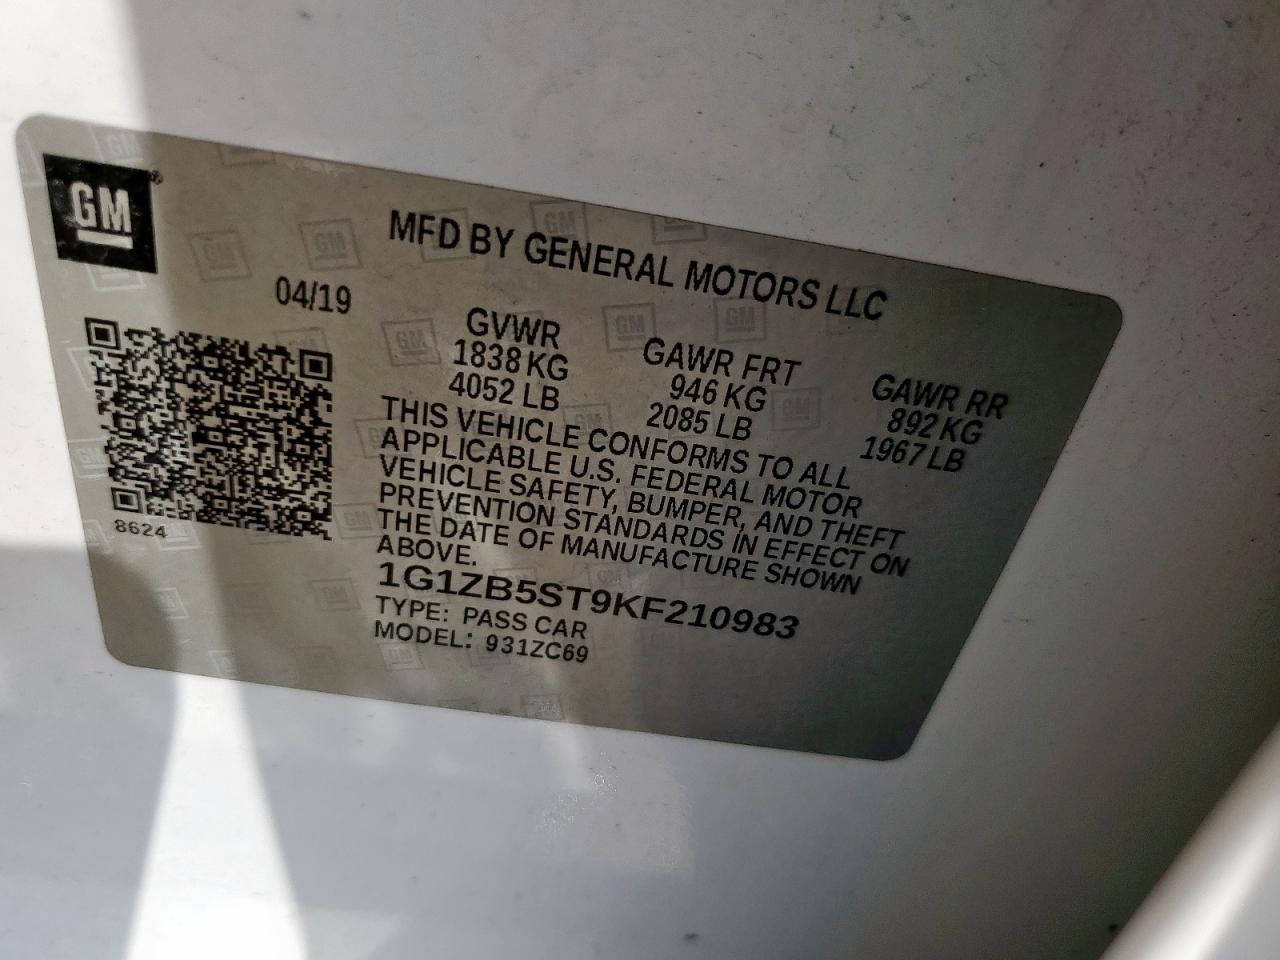 GM
MFD BY GENERAL MOTORS LLC
04/19
GVWR GAWR FRT GAWR RR
1838 KG 946 KG 892 KG
4052 LB 2085 LB 1967 LB
THIS VEHICLE CONFORMS TO ALL
APPLICABLE U.S. FEDERAL MOTOR
VEHICLE SAFETY, BUMPER, AND THEFT
PREVENTION STANDARDS IN EFFECT ON
THE DATE OF MANUFACTURE SHOWN
ABOVE.
8624
1G1ZB5ST9KF210983
TYPE: PASS CAR
MODEL: 931ZC69